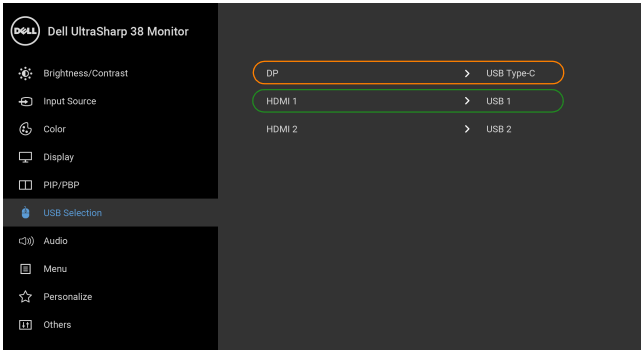 DELL
Dell UltraSharp 38 Monitor
Brightness/Contrast
Input Source
Color
Display
PIP/PBP
USB Selection
Audio
Menu
Personalize
Others
DP > USB Type-C
HDMI 1 > USB 1
HDMI 2 > USB 2